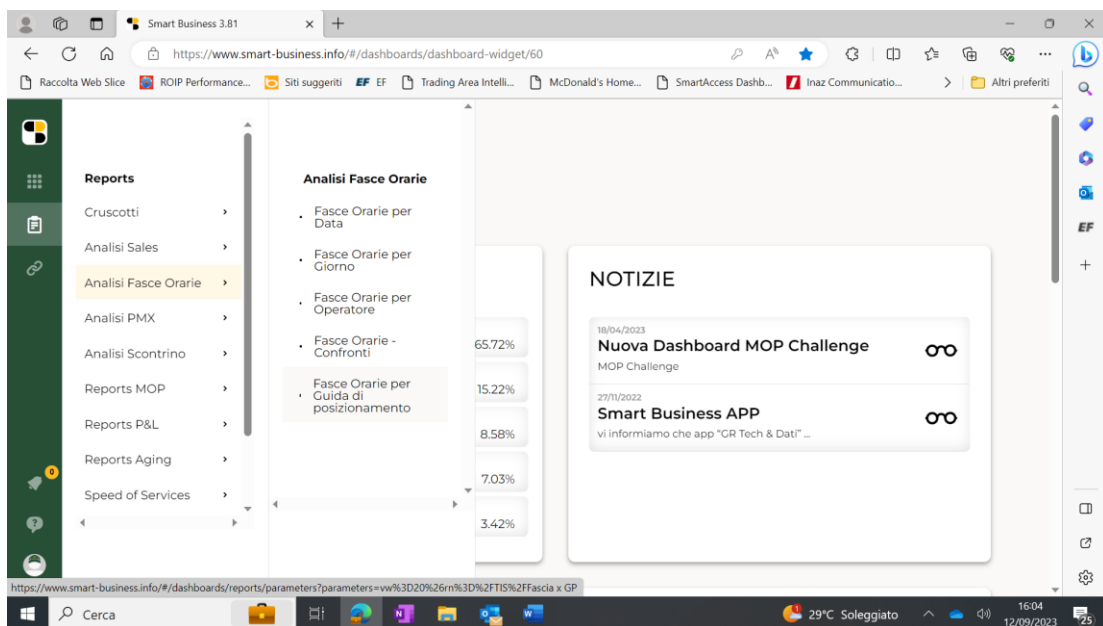 Smart Business 3.81
https://www.smart-business.info/#/dashboards/dashboard-widget/60
Raccolta Web Slice
ROIP Performance...
Siti suggeriti
EF EF
Trading Area Intelli...
McDonald's Home...
SmartAccess Dashb...
Inaz Communicatio...
Altri preferiti
Reports
Cruscotti
Analisi Sales
Analisi Fasce Orarie
Analisi PMX
Analisi Scontrino
Reports MOP
Reports P&L
Reports Aging
Speed of Services
0
Analisi Fasce Orarie
Fasce Orarie per
Data
Fasce Orarie per
Giorno
Fasce Orarie per
Operatore
Fasce Orarie -
Confronti
Fasce Orarie per
Guida di
posizionamento
65.72%
15.22%
8.58%
7.03%
3.42%
NOTIZIE
18/04/2023
Nuova Dashboard MOP Challenge
MOP Challenge
27/11/2022
Smart Business APP
vi informiamo che app "GR Tech & Dati" ...
EF
https://www.smart-business.info/#/dashboards/reports/parameters?parameters=vw%3D20%26rn%3D%2FTIS%2FFascia x GP
Cerca
29°C Soleggiato
16:04
12/09/2023
25